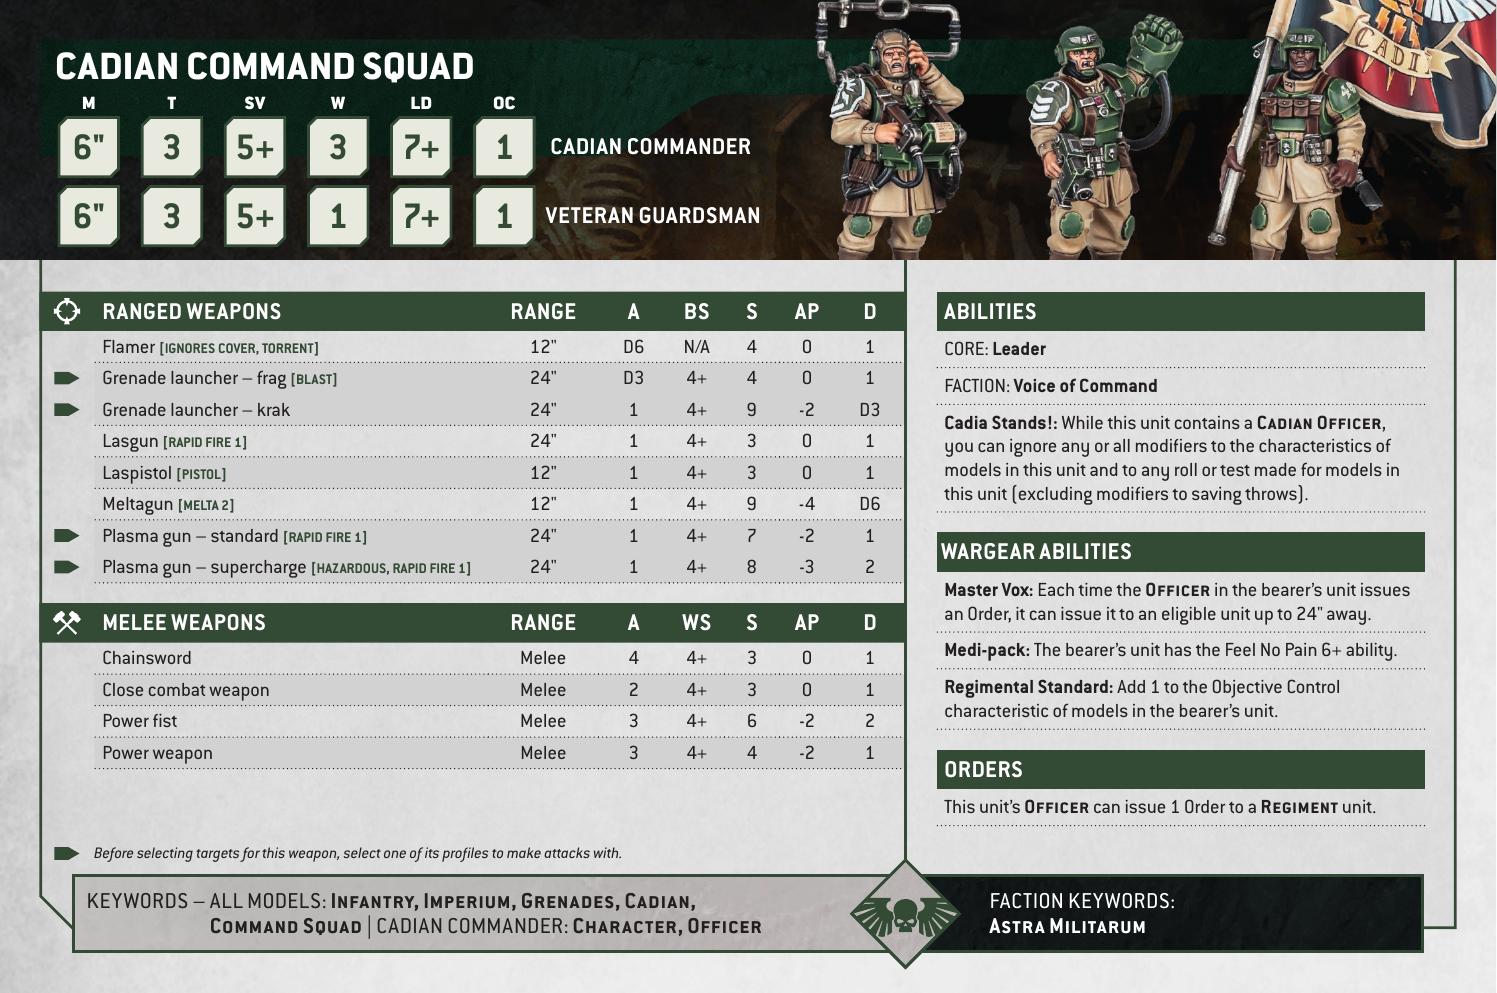 CADIAN COMMAND SQUAD
M T SV W LD OC
6" 3 5+ 3 7+ 1 CADIAN COMMANDER
6" 3 5+ 1 7+ 1 VETERAN GUARDSMAN
CADI
RANGED WEAPONS RANGE A BS S AP D
Flamer [IGNORES COVER, TORRENT] 12" D6 N/A 4 0 1
Grenade launcher – frag [BLAST] 24" D3 4+ 4 0 1
Grenade launcher – krak 24" 1 4+ 9 -2 D3
Lasgun [RAPID FIRE 1] 24" 1 4+ 3 0 1
Laspistol [PISTOL] 12" 1 4+ 3 0 1
Meltagun [MELTA 2] 12" 1 4+ 9 -4 D6
Plasma gun – standard [RAPID FIRE 1] 24" 1 4+ 7 -2 1
Plasma gun – supercharge [HAZARDOUS, RAPID FIRE 1] 24" 1 4+ 8 -3 2
MELEE WEAPONS RANGE A WS S AP D
Chainsword Melee 4 4+ 3 0 1
Close combat weapon Melee 2 4+ 3 0 1
Power fist Melee 3 4+ 6 -2 2
Power weapon Melee 3 4+ 4 -2 1
Before selecting targets for this weapon, select one of its profiles to make attacks with.
ABILITIES
CORE: Leader
FACTION: Voice of Command
Cadia Stands!: While this unit contains a CADIAN OFFICER,
you can ignore any or all modifiers to the characteristics of
models in this unit and to any roll or test made for models in
this unit (excluding modifiers to saving throws).
WARGEAR ABILITIES
Master Vox: Each time the OFFICER in the bearer's unit issues
an Order, it can issue it to an eligible unit up to 24" away.
Medi-pack: The bearer's unit has the Feel No Pain 6+ ability.
Regimental Standard: Add 1 to the Objective Control
characteristic of models in the bearer's unit.
ORDERS
This unit's OFFICER can issue 1 Order to a REGIMENT unit.
KEYWORDS – ALL MODELS: INFANTRY, IMPERIUM, GRENADES, CADIAN,
COMMAND SQUAD | CADIAN COMMANDER: CHARACTER, OFFICER
FACTION KEYWORDS:
ASTRA MILITARUM